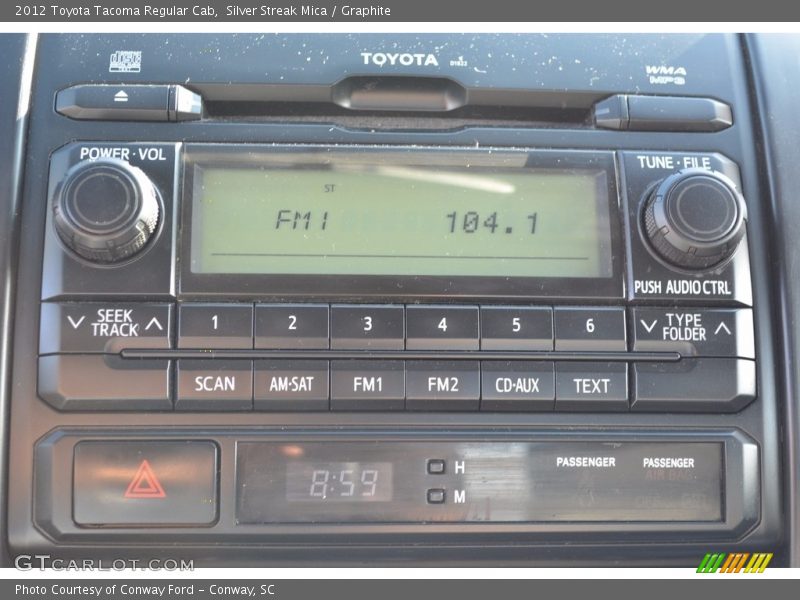 2012 Toyota Tacoma Regular Cab,  Silver Streak Mica / Graphite
TOYOTA
WMA
MP3
POWER·VOL
TUNE·FILE
ST
FM1 104.1
PUSH AUDIO CTRL
SEEK
TRACK
1 2 3 4 5 6
TYPE
FOLDER
SCAN AM·SAT FM1 FM2 CD·AUX TEXT
8:59
H
M
PASSENGER PASSENGER
AIR BAG
GTCARLOT.COM
Photo Courtesy of Conway Ford – Conway, SC